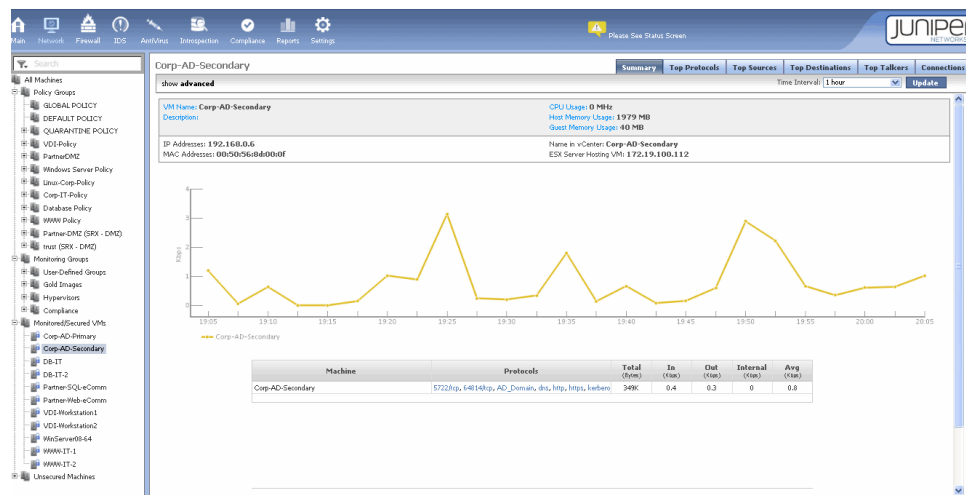 Main Network Firewall IDS AntiVirus Introspection Compliance Reports Settings
Please See Status Screen
JUNIPER
NETWORKS
Search
All Machines
Policy Groups
GLOBAL POLICY
DEFAULT POLICY
QUARANTINE POLICY
VDI-Policy
PartnerDMZ
Windows Server Policy
Linux-Corp-Policy
Corp-IT-Policy
Database Policy
WWW Policy
Partner-DMZ (SRX - DMZ)
trust (SRX - DMZ)
Monitoring Groups
User-Defined Groups
Gold Images
Hypervisors
Compliance
Monitored/Secured VMs
Corp-AD-Primary
Corp-AD-Secondary
DB-IT
DB-IT-2
Partner-SQL-eComm
Partner-Web-eComm
VDI-Workstation1
VDI-Workstation2
WinServer08-64
WWW-IT-1
WWW-IT-2
Unsecured Machines
Corp-AD-Secondary
Summary Top Protocols Top Sources Top Destinations Top Talkers Connections
show advanced
Time Interval: 1 hour Update
VM Name: Corp-AD-Secondary
Description:
CPU Usage: 0 MHz
Host Memory Usage: 1979 MB
Guest Memory Usage: 40 MB
IP Addresses: 192.168.0.6
MAC Addresses: 00:50:56:8d:00:0f
Name in vCenter: Corp-AD-Secondary
ESX Server Hosting VM: 172.19.100.112
4
3
2
1
0
Kbps
19:05 19:10 19:15 19:20 19:25 19:30 19:35 19:40 19:45 19:50 19:55 20:00 20:05
Corp-AD-Secondary
Machine Protocols Total (Bytes) In (Kbps) Out (Kbps) Internal (Kbps) Avg (Kbps)
Corp-AD-Secondary 5722/tcp, 64814/tcp, AD_Domain, dns, http, https, kerbero 349K 0.4 0.3 0 0.8